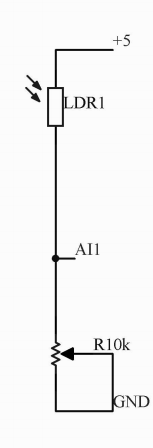 +5
LDR1
AI1
R10k
GND